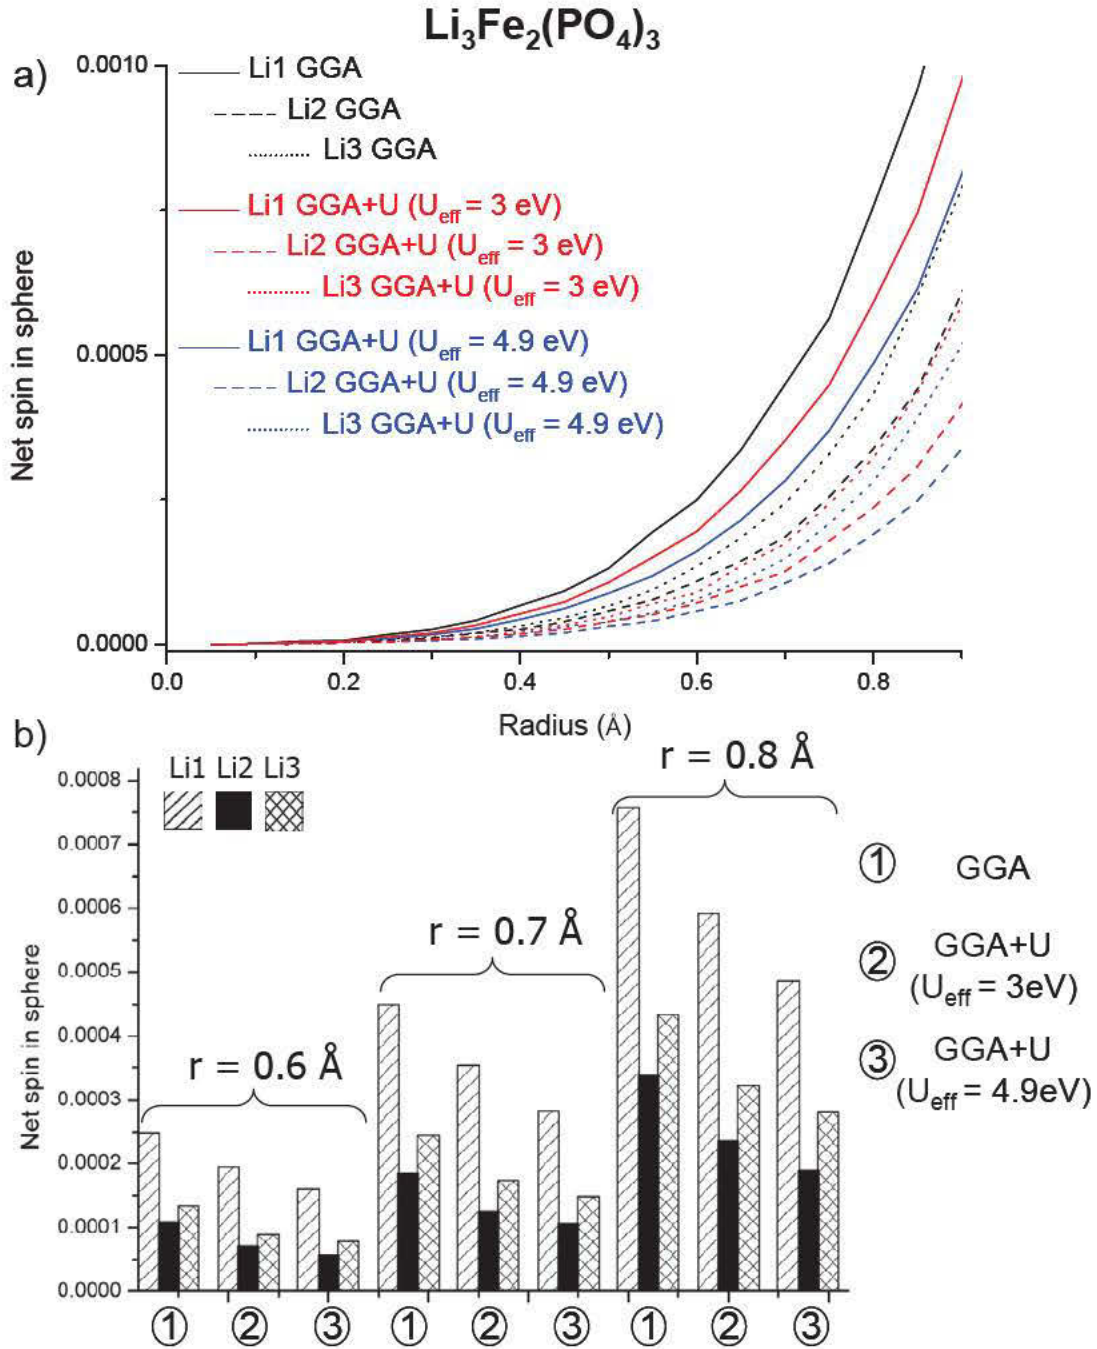 Li₃Fe₂(PO₄)₃
a)
0.0010
0.0005
0.0000
Net spin in sphere
Li1 GGA
Li2 GGA
Li3 GGA
Li1 GGA+U (Ueff = 3 eV)
Li2 GGA+U (Ueff = 3 eV)
Li3 GGA+U (Ueff = 3 eV)
Li1 GGA+U (Ueff = 4.9 eV)
Li2 GGA+U (Ueff = 4.9 eV)
Li3 GGA+U (Ueff = 4.9 eV)
0.0 0.2 0.4 0.6 0.8
Radius (Å)
b)
Li1 Li2 Li3
0.0008
0.0007
0.0006
0.0005
0.0004
0.0003
0.0002
0.0001
0.0000
Net spin in sphere
r = 0.6 Å
r = 0.7 Å
r = 0.8 Å
① ② ③ ① ② ③ ① ② ③
① GGA
② GGA+U
(Ueff = 3eV)
③ GGA+U
(Ueff = 4.9eV)